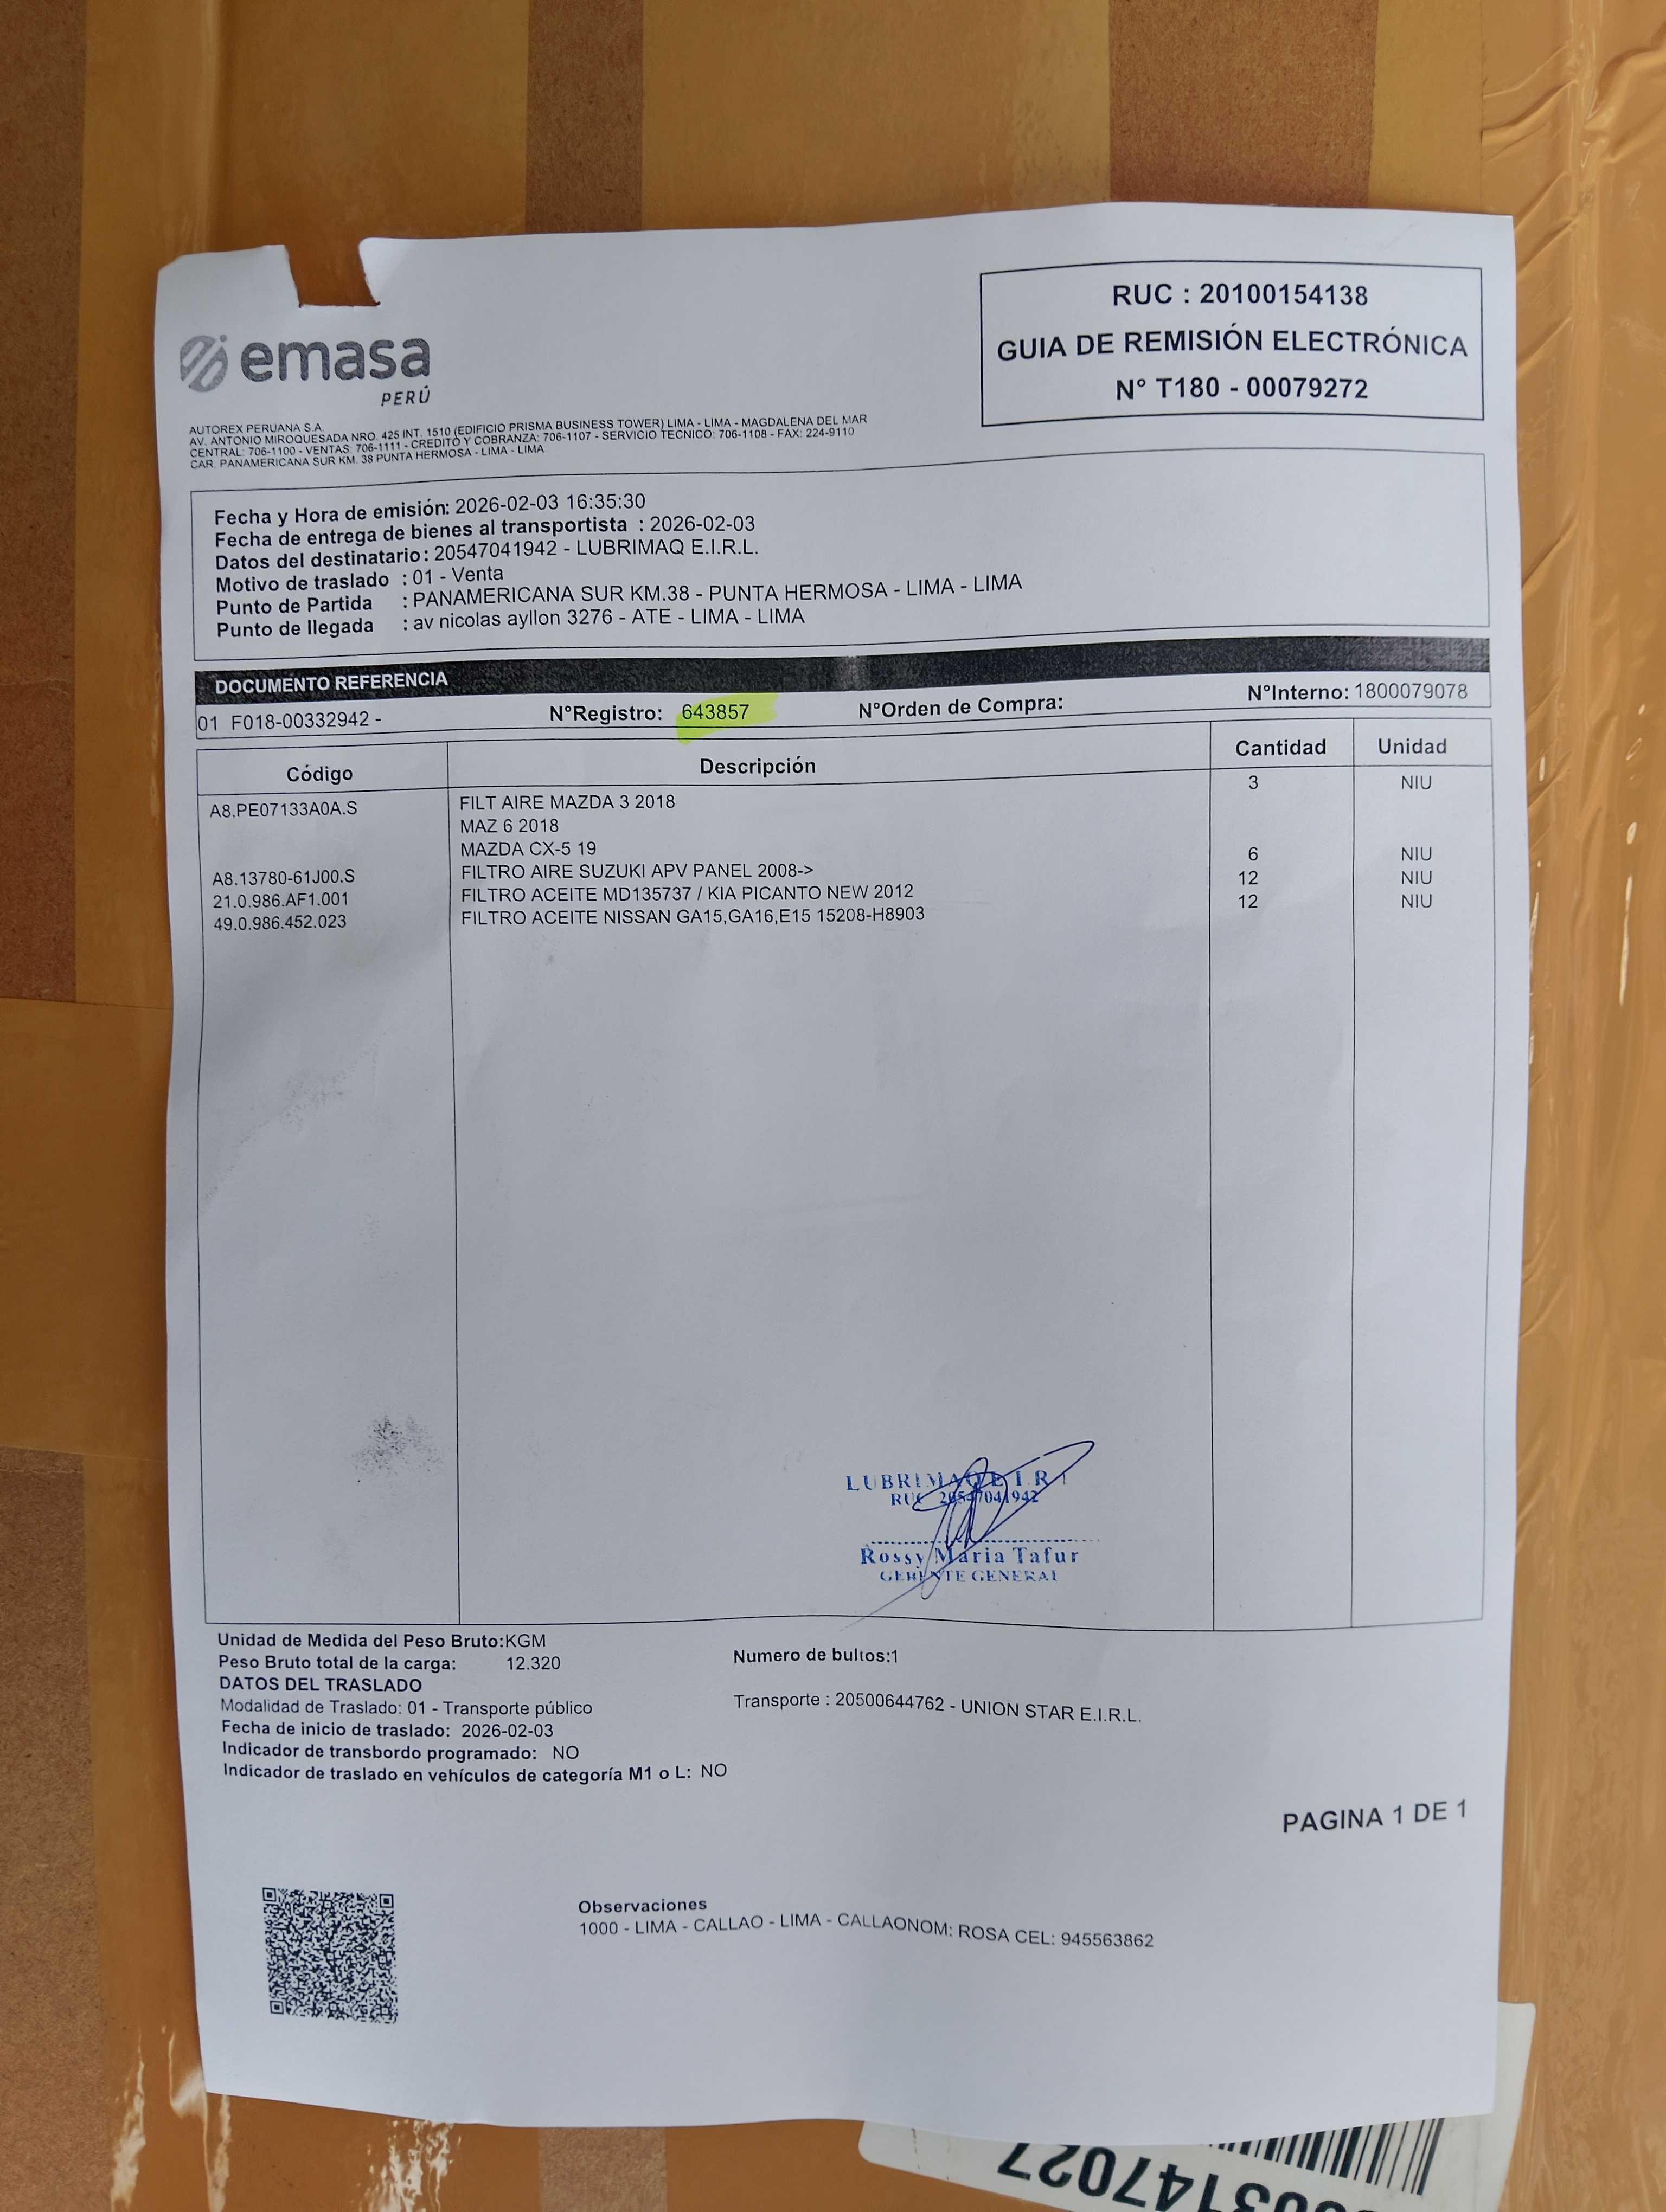 emasa
PERÚ
RUC : 20100154138
GUIA DE REMISIÓN ELECTRÓNICA
N° T180 - 00079272
AUTOREX PERUANA S.A.
AV. ANTONIO MIROQUESADA NRO. 425 INT. 1510 (EDIFICIO PRISMA BUSINESS TOWER) LIMA - LIMA - MAGDALENA DEL MAR
CENTRAL: 706-1100 - VENTAS: 706-1111 - CREDITO Y COBRANZA: 706-1107 - SERVICIO TECNICO: 706-1108 - FAX: 224-9110
CAR. PANAMERICANA SUR KM. 38 PUNTA HERMOSA - LIMA - LIMA
Fecha y Hora de emisión: 2026-02-03 16:35:30
Fecha de entrega de bienes al transportista : 2026-02-03
Datos del destinatario: 20547041942 - LUBRIMAQ E.I.R.L.
Motivo de traslado : 01 - Venta
Punto de Partida : PANAMERICANA SUR KM.38 - PUNTA HERMOSA - LIMA - LIMA
Punto de llegada : av nicolas ayllon 3276 - ATE - LIMA - LIMA
DOCUMENTO REFERENCIA
01 F018-00332942 - N°Registro: 643857 N°Orden de Compra: N°Interno: 1800079078
Código Descripción Cantidad Unidad
A8.PE07133A0A.S FILT AIRE MAZDA 3 2018 3 NIU
MAZ 6 2018
MAZDA CX-5 19
A8.13780-61J00.S FILTRO AIRE SUZUKI APV PANEL 2008-> 6 NIU
21.0.986.AF1.001 FILTRO ACEITE MD135737 / KIA PICANTO NEW 2012 12 NIU
49.0.986.452.023 FILTRO ACEITE NISSAN GA15,GA16,E15 15208-H8903 12 NIU
LUBRIMAQ E.I.R.L
RUC 20547041942
Rossy Maria Tafur
GERENTE GENERAL
Unidad de Medida del Peso Bruto:KGM
Peso Bruto total de la carga: 12.320 Numero de bultos:1
DATOS DEL TRASLADO
Modalidad de Traslado: 01 - Transporte público Transporte : 20500644762 - UNION STAR E.I.R.L.
Fecha de inicio de traslado: 2026-02-03
Indicador de transbordo programado: NO
Indicador de traslado en vehículos de categoría M1 o L: NO
PAGINA 1 DE 1
Observaciones
1000 - LIMA - CALLAO - LIMA - CALLAONOM: ROSA CEL: 945563862